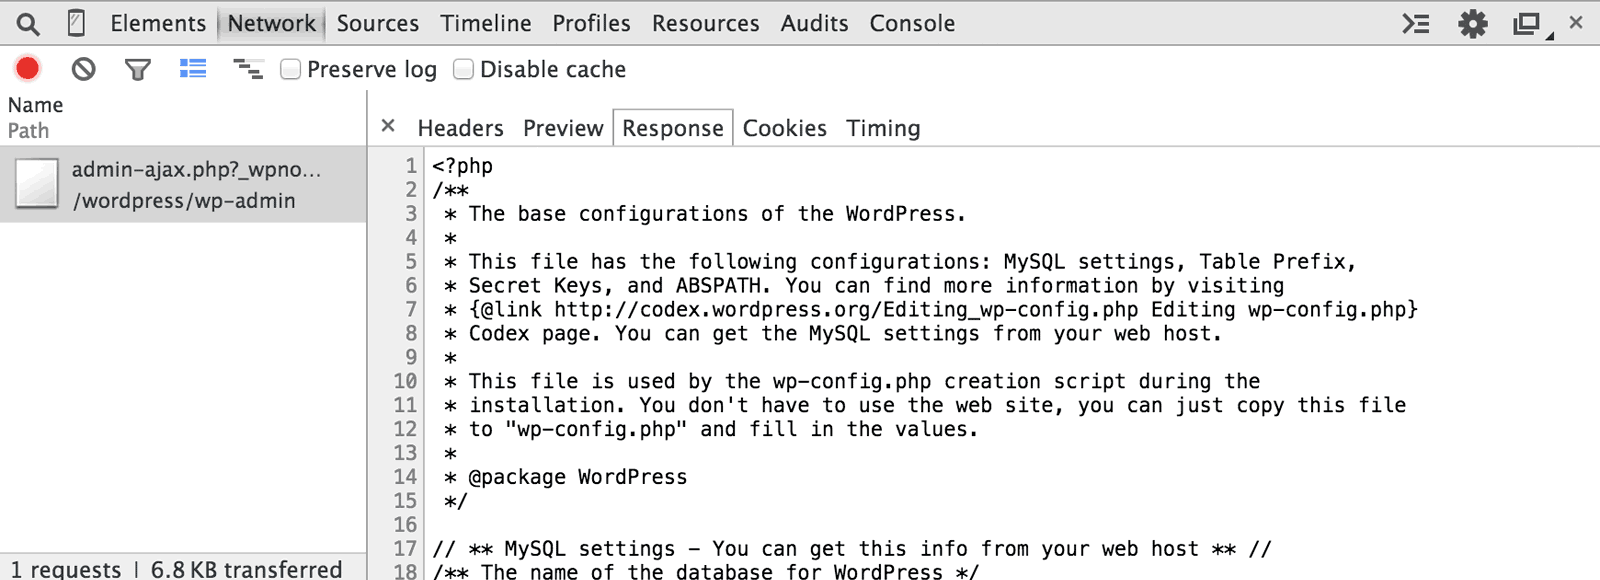 Elements Network Sources Timeline Profiles Resources Audits Console
Preserve log Disable cache
Name
Path
× Headers Preview Response Cookies Timing
admin-ajax.php?_wpno...
/wordpress/wp-admin
1 <?php
2 /**
3  * The base configurations of the WordPress.
4  *
5  * This file has the following configurations: MySQL settings, Table Prefix,
6  * Secret Keys, and ABSPATH. You can find more information by visiting
7  * {@link http://codex.wordpress.org/Editing_wp-config.php Editing wp-config.php}
8  * Codex page. You can get the MySQL settings from your web host.
9  *
10  * This file is used by the wp-config.php creation script during the
11  * installation. You don't have to use the web site, you can just copy this file
12  * to "wp-config.php" and fill in the values.
13  *
14  * @package WordPress
15  */
16
17 // ** MySQL settings - You can get this info from your web host ** //
18 /** The name of the database for WordPress */
1 requests | 6.8 KB transferred